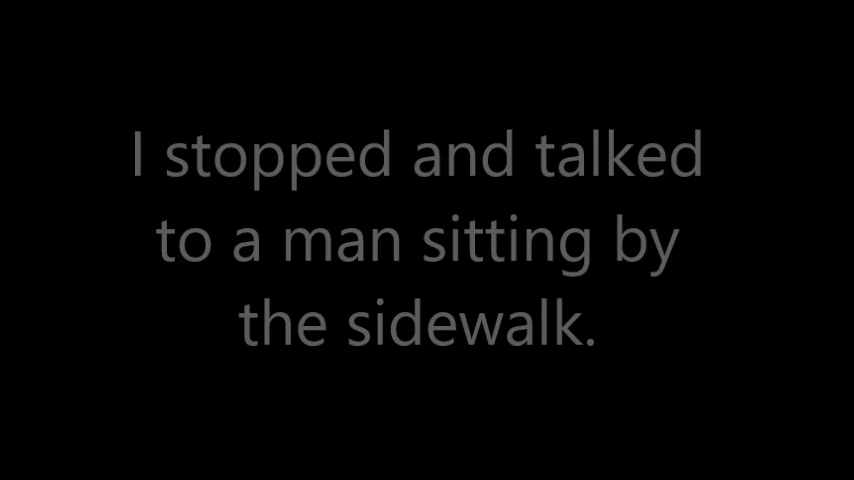 I stopped and talked
to a man sitting by
the sidewalk.